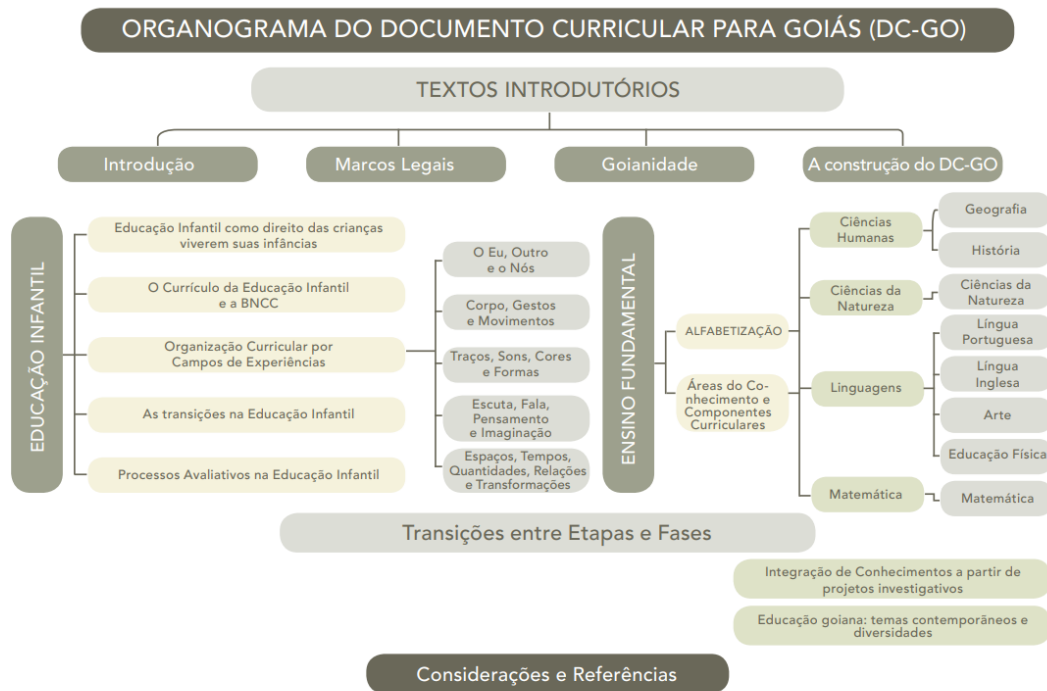 ORGANOGRAMA DO DOCUMENTO CURRICULAR PARA GOIÁS (DC-GO)
TEXTOS INTRODUTÓRIOS
Introdução
Marcos Legais
Goianidade
A construção do DC-GO
EDUCAÇÃO INFANTIL
Educação Infantil como direito das crianças
viverem suas infâncias
O Currículo da Educação Infantil
e a BNCC
Organização Curricular por
Campos de Experiências
As transições na Educação Infantil
Processos Avaliativos na Educação Infantil
O Eu, Outro
e o Nós
Corpo, Gestos
e Movimentos
Traços, Sons, Cores
e Formas
Escuta, Fala,
Pensamento
e Imaginação
Espaços, Tempos,
Quantidades, Relações
e Transformações
ENSINO FUNDAMENTAL
ALFABETIZAÇÃO
Áreas do Co-
nhecimento e
Componentes
Curriculares
Ciências
Humanas
Geografia
História
Ciências da
Natureza
Ciências da
Natureza
Linguagens
Língua
Portuguesa
Língua
Inglesa
Arte
Educação Física
Matemática
Matemática
Transições entre Etapas e Fases
Integração de Conhecimentos a partir de
projetos investigativos
Educação goiana: temas contemporâneos e
diversidades
Considerações e Referências